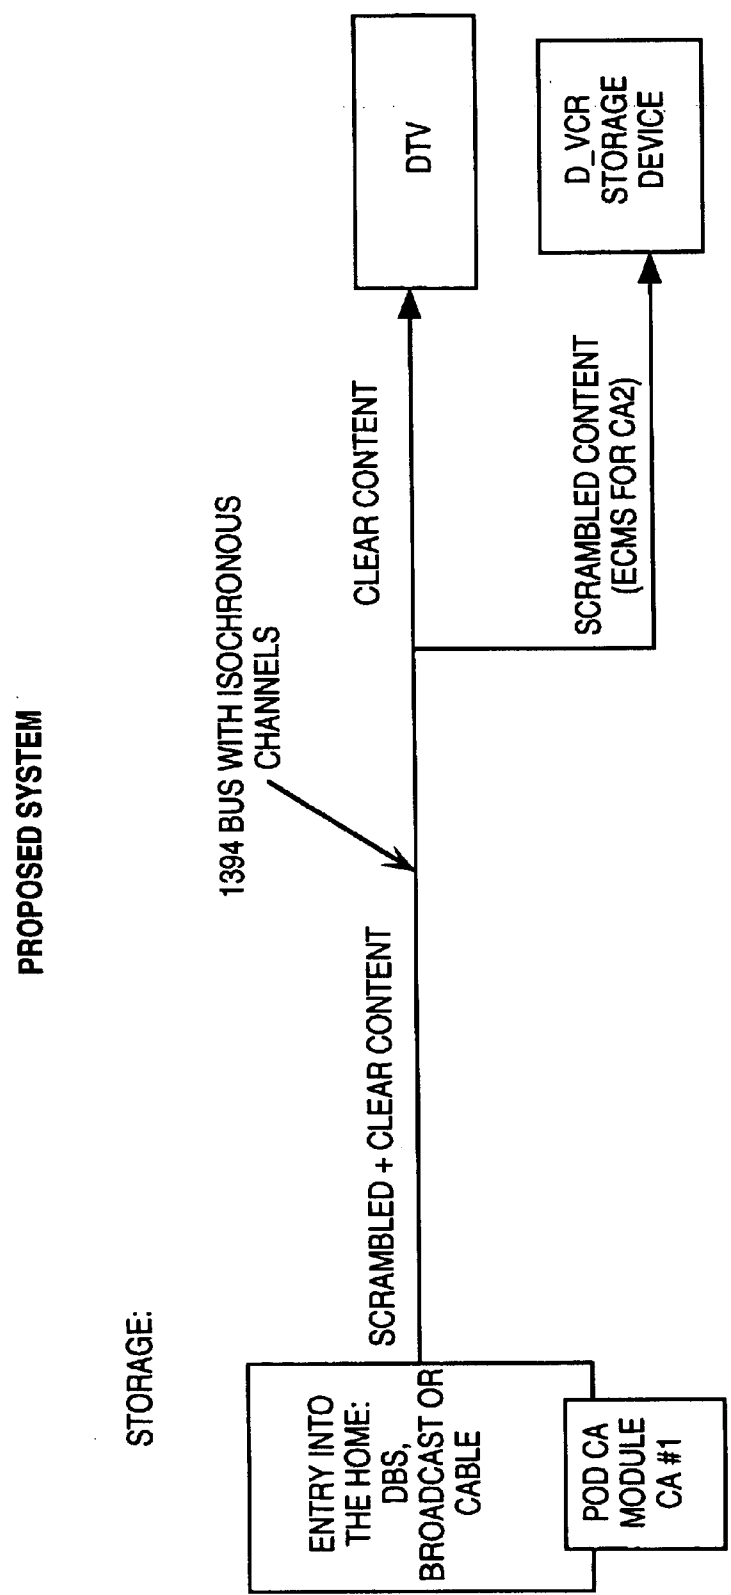 PROPOSED SYSTEM
STORAGE:
ENTRY INTO
THE HOME:
DBS,
BROADCAST OR
CABLE
POD CA
MODULE
CA #1
SCRAMBLED + CLEAR CONTENT
1394 BUS WITH ISOCHRONOUS
CHANNELS
CLEAR CONTENT
SCRAMBLED CONTENT
(ECMS FOR CA2)
DTV
D_VCR
STORAGE
DEVICE